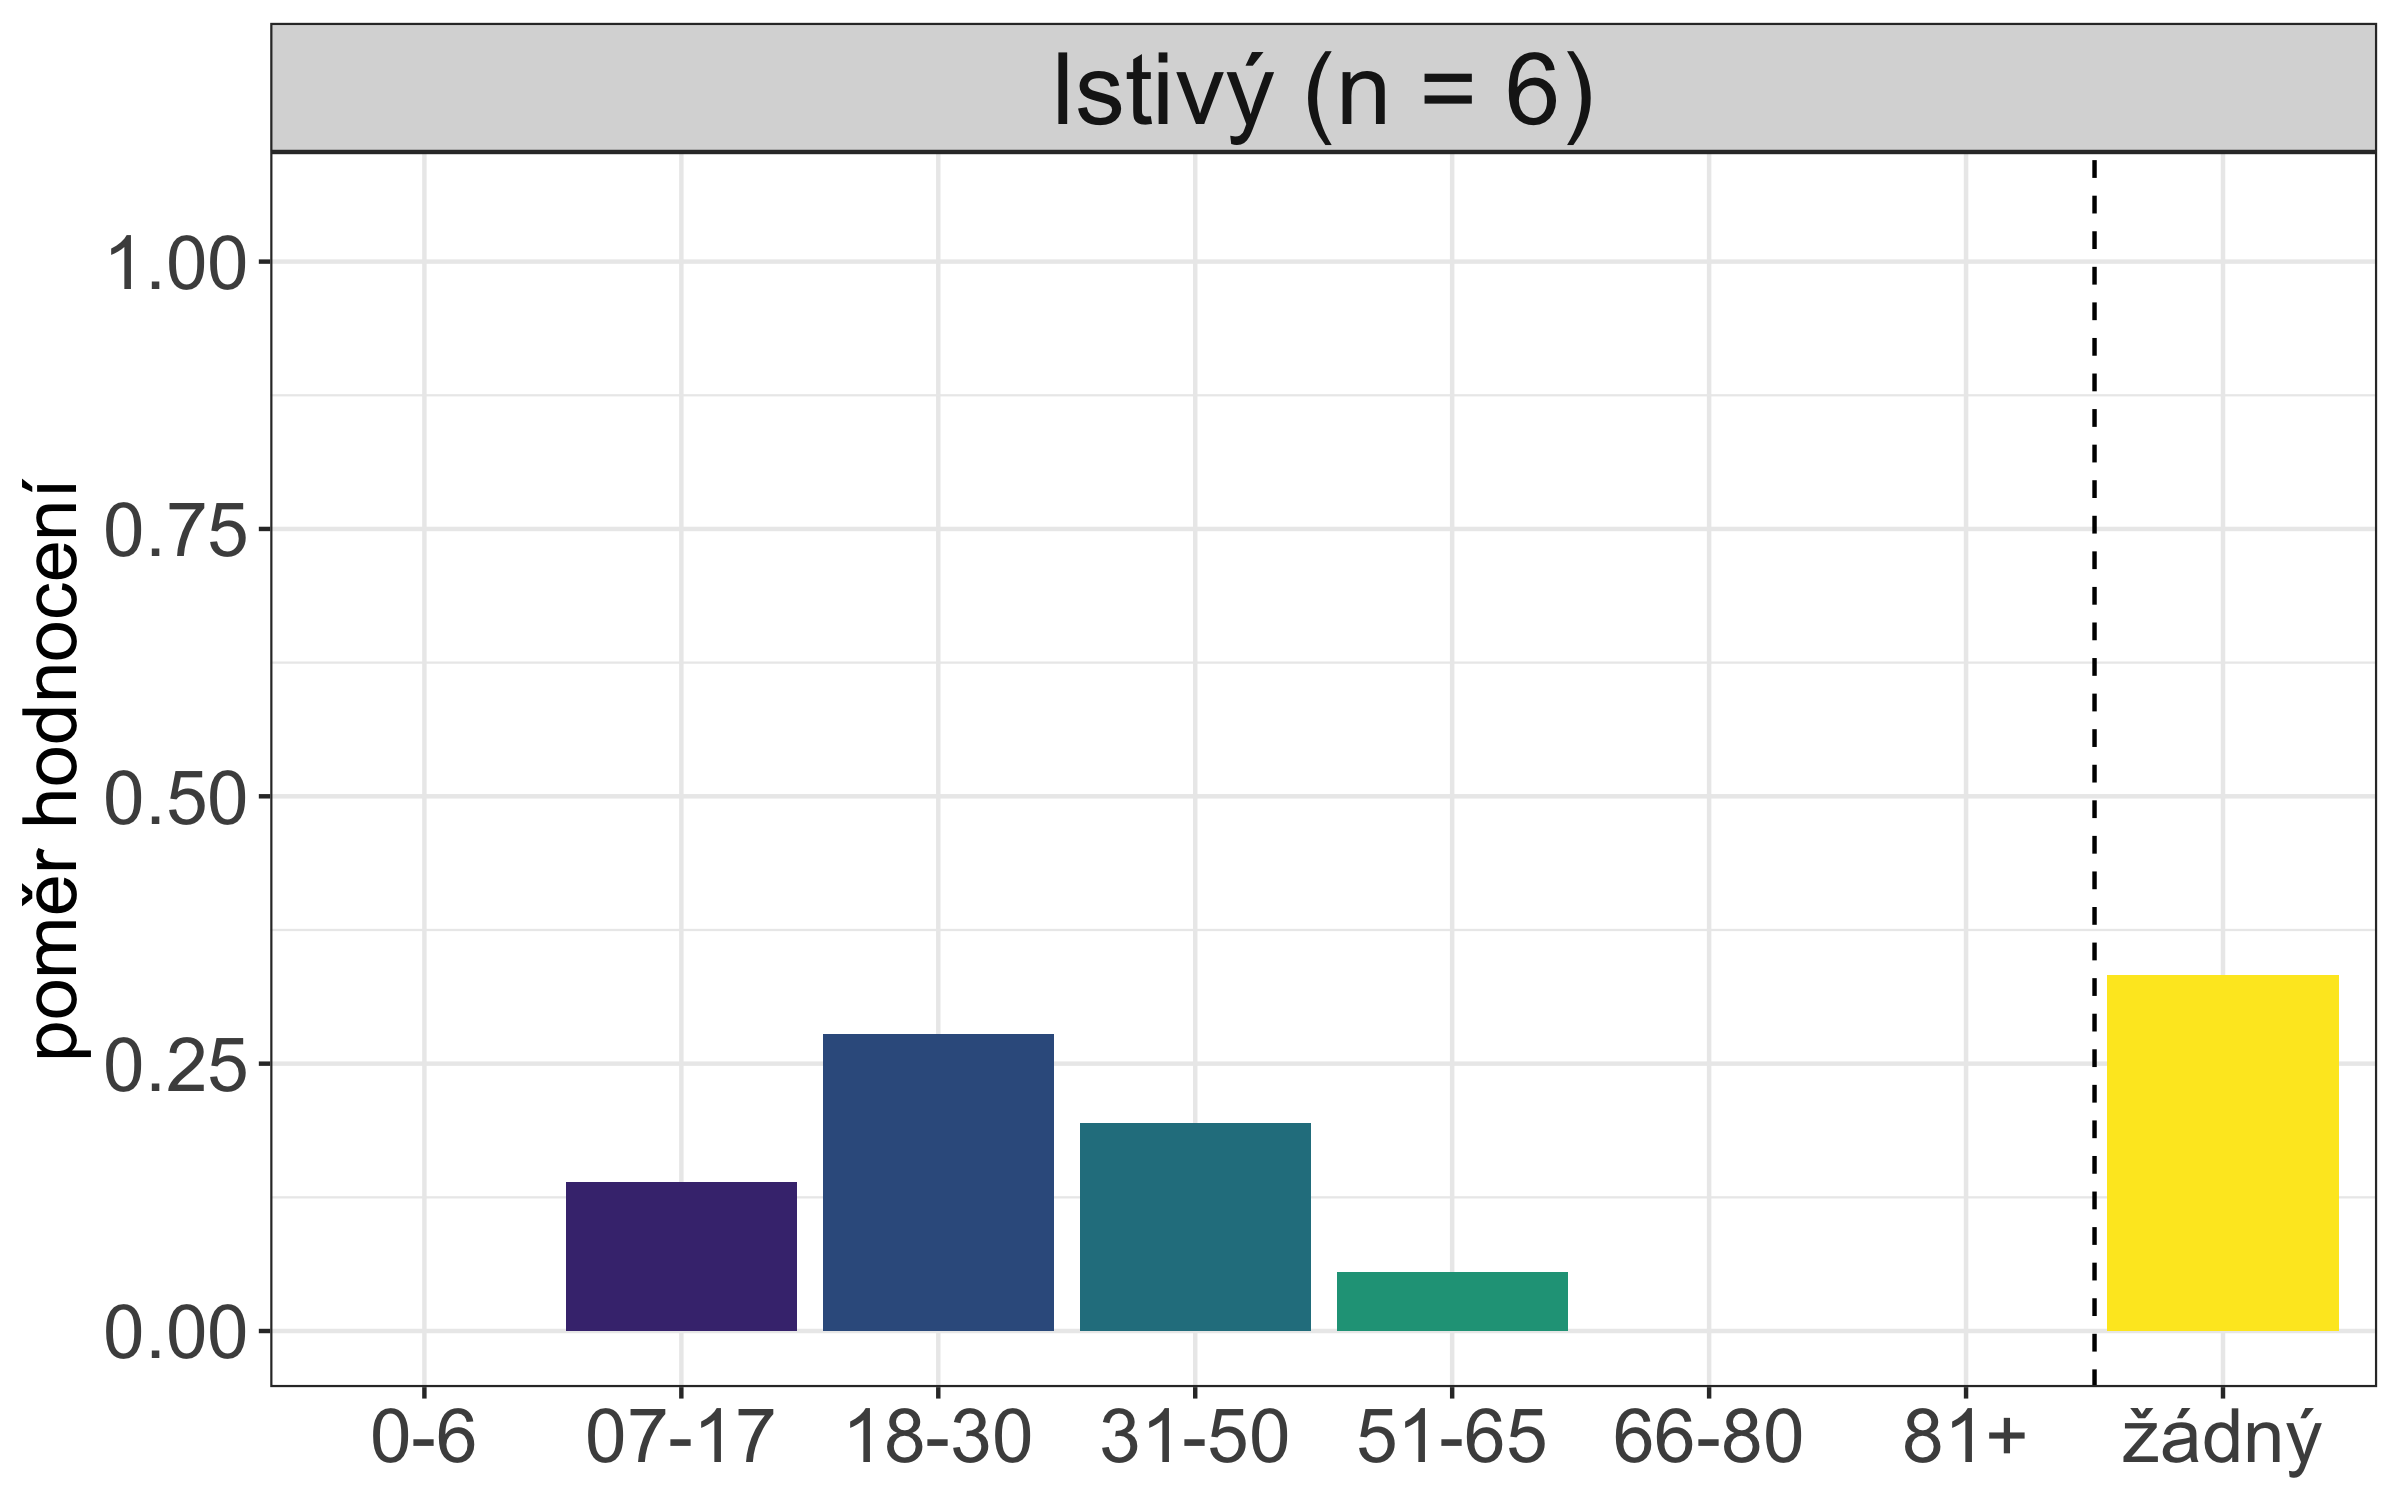 lstivý (n = 6)
poměr hodnocení
1.00
0.75
0.50
0.25
0.00
0-6 07-17 18-30 31-50 51-65 66-80 81+ žádný